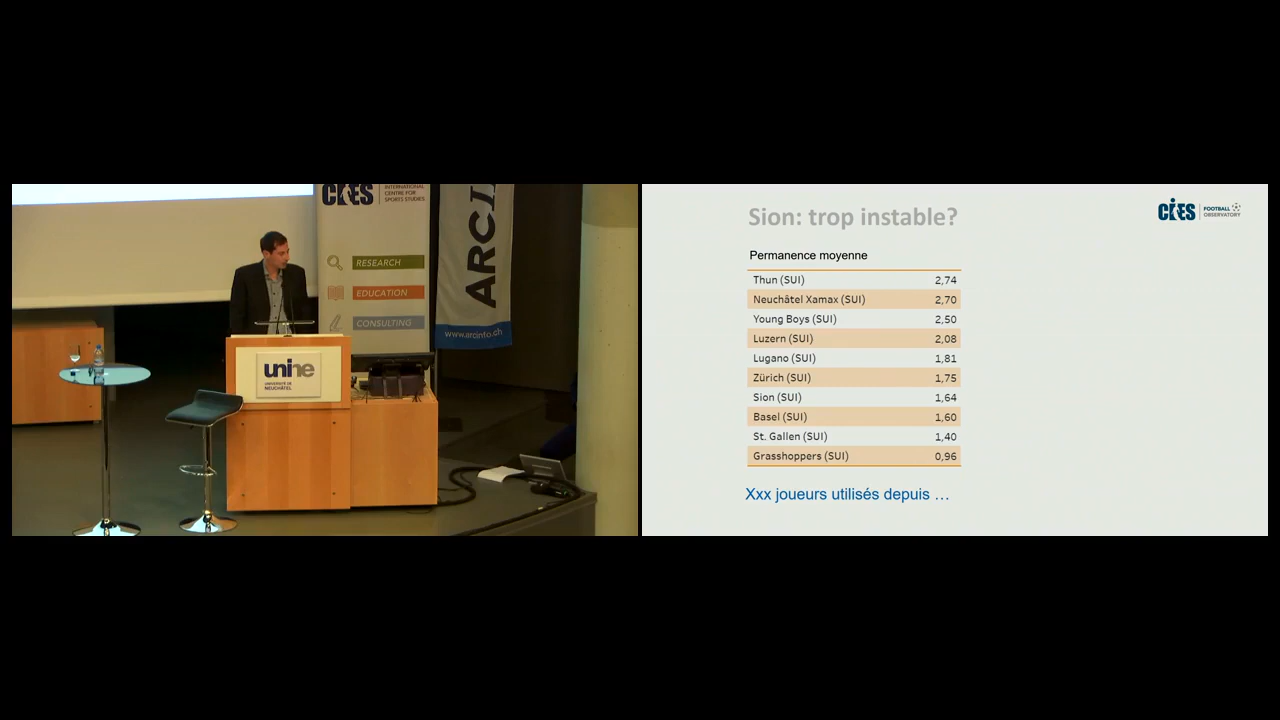 CIES
INTERNATIONAL
CENTRE FOR
SPORTS STUDIES
RESEARCH
EDUCATION
CONSULTING
ARCI
www.arcinfo.ch
unine
UNIVERSITÉ DE
NEUCHÂTEL
Sion: trop instable?
CIES FOOTBALL
OBSERVATORY
Permanence moyenne
Thun (SUI) 2,74
Neuchâtel Xamax (SUI) 2,70
Young Boys (SUI) 2,50
Luzern (SUI) 2,08
Lugano (SUI) 1,81
Zürich (SUI) 1,75
Sion (SUI) 1,64
Basel (SUI) 1,60
St. Gallen (SUI) 1,40
Grasshoppers (SUI) 0,96
Xxx joueurs utilisés depuis …